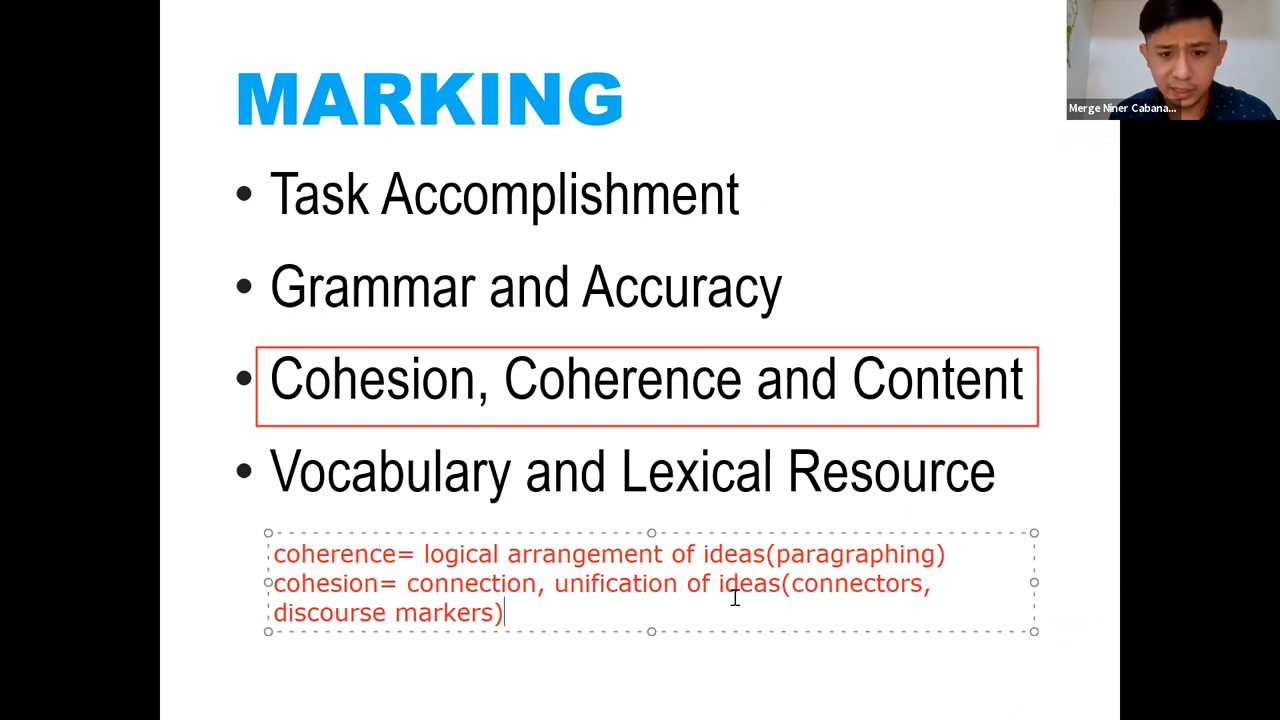 MARKING
• Task Accomplishment
• Grammar and Accuracy
• Cohesion, Coherence and Content
• Vocabulary and Lexical Resource
coherence= logical arrangement of ideas(paragraphing)
cohesion= connection, unification of ideas(connectors,
discourse markers)
Merge Niner Cabana...